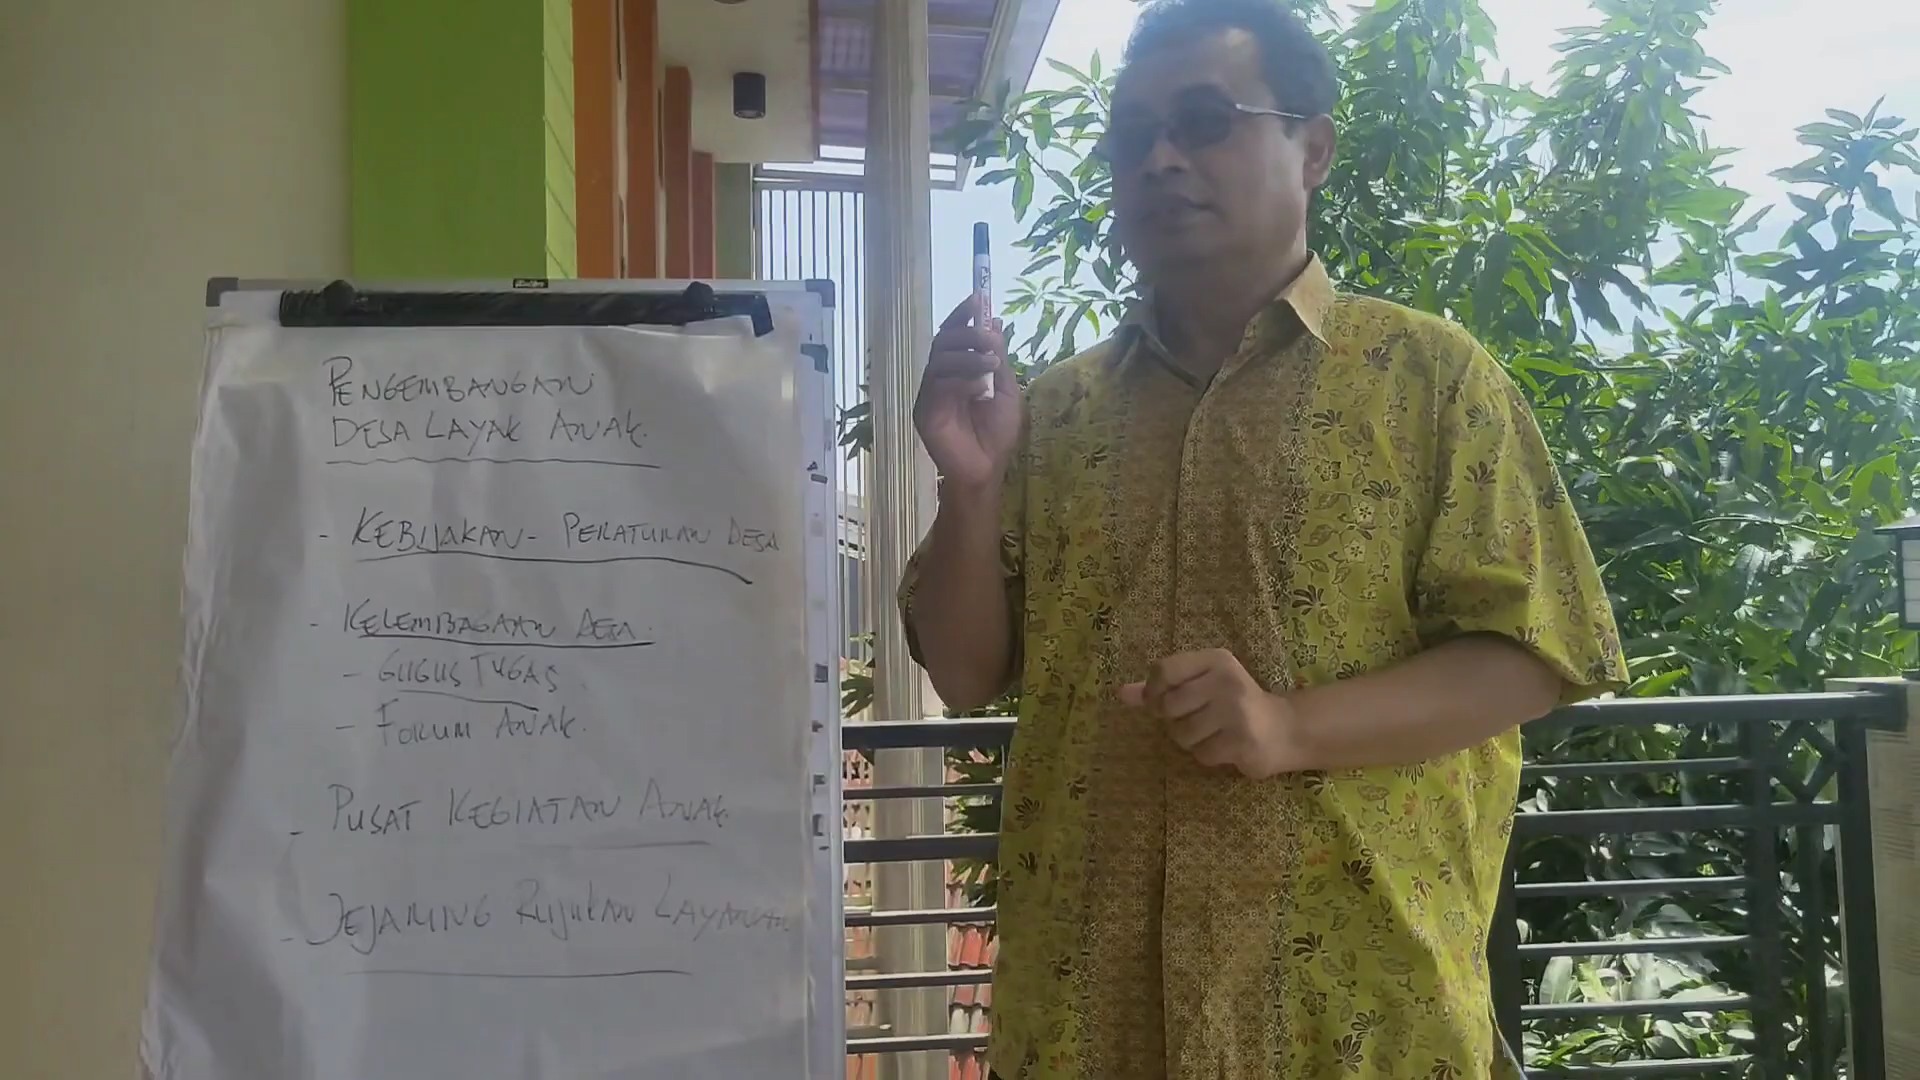 PENGEMBANGAN
DESA LAYAK ANAK.
- KEBIJAKAN - PERATURAN DESA
- KELEMBAGAAN DESA.
- GUGUS TUGAS
- FORUM ANAK.
- PUSAT KEGIATAN ANAK.
- JEJARING RUJUKAN LAYANAN